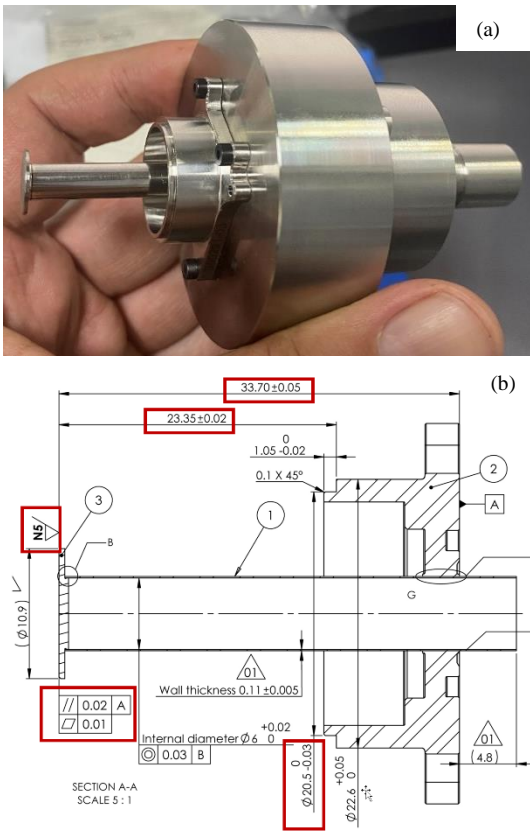 (a)
(b)
33.70±0.05
23.35±0.02
0
1.05 -0.02
0.1 X 45°
2
3
N5
A
1
B
G
( Ø10.9 )
01
Wall thickness 0.11±0.005
// 0.02 A
⏥ 0.01
+0.02
Internal diameter Ø6 0
◎ 0.03 B
0
Ø20.5 -0.03
+0.05
Ø22.6 0
01
(4.8)
SECTION A-A
SCALE 5 : 1